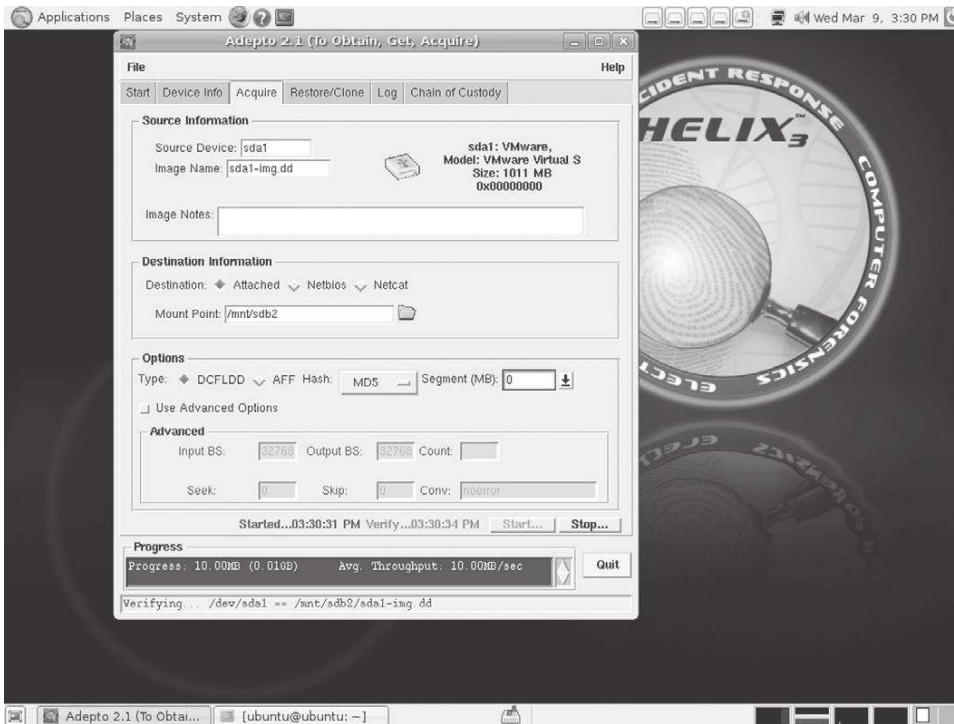 Applications Places System Wed Mar 9, 3:30 PM
Adepto 2.1 (To Obtain, Get, Acquire)
File Help
Start Device Info Acquire Restore/Clone Log Chain of Custody
Source Information
Source Device: sda1
Image Name: sda1-img.dd
sda1: VMware,
Model: VMware Virtual S
Size: 1011 MB
0x00000000
Image Notes:
Destination Information
Destination: Attached Netbios Netcat
Mount Point: /mnt/sdb2
Options
Type: DCFLDD AFF Hash: MD5 Segment (MB): 0
Use Advanced Options
Advanced
Input BS: 32768 Output BS: 32768 Count:
Seek: 0 Skip: 0 Conv: noerror
Started...03:30:31 PM Verify...03:30:34 PM Start... Stop...
Progress
Progress: 10.00MB (0.01GB) Avg. Throughput: 10.00MB/sec
Quit
Verifying... /dev/sda1 == /mnt/sdb2/sda1-img.dd
CIDENT RESPONSE
HELIX3™
COMPUTER FORENSICS
ELECT
Adepto 2.1 (To Obtai... [ubuntu@ubuntu: ~]